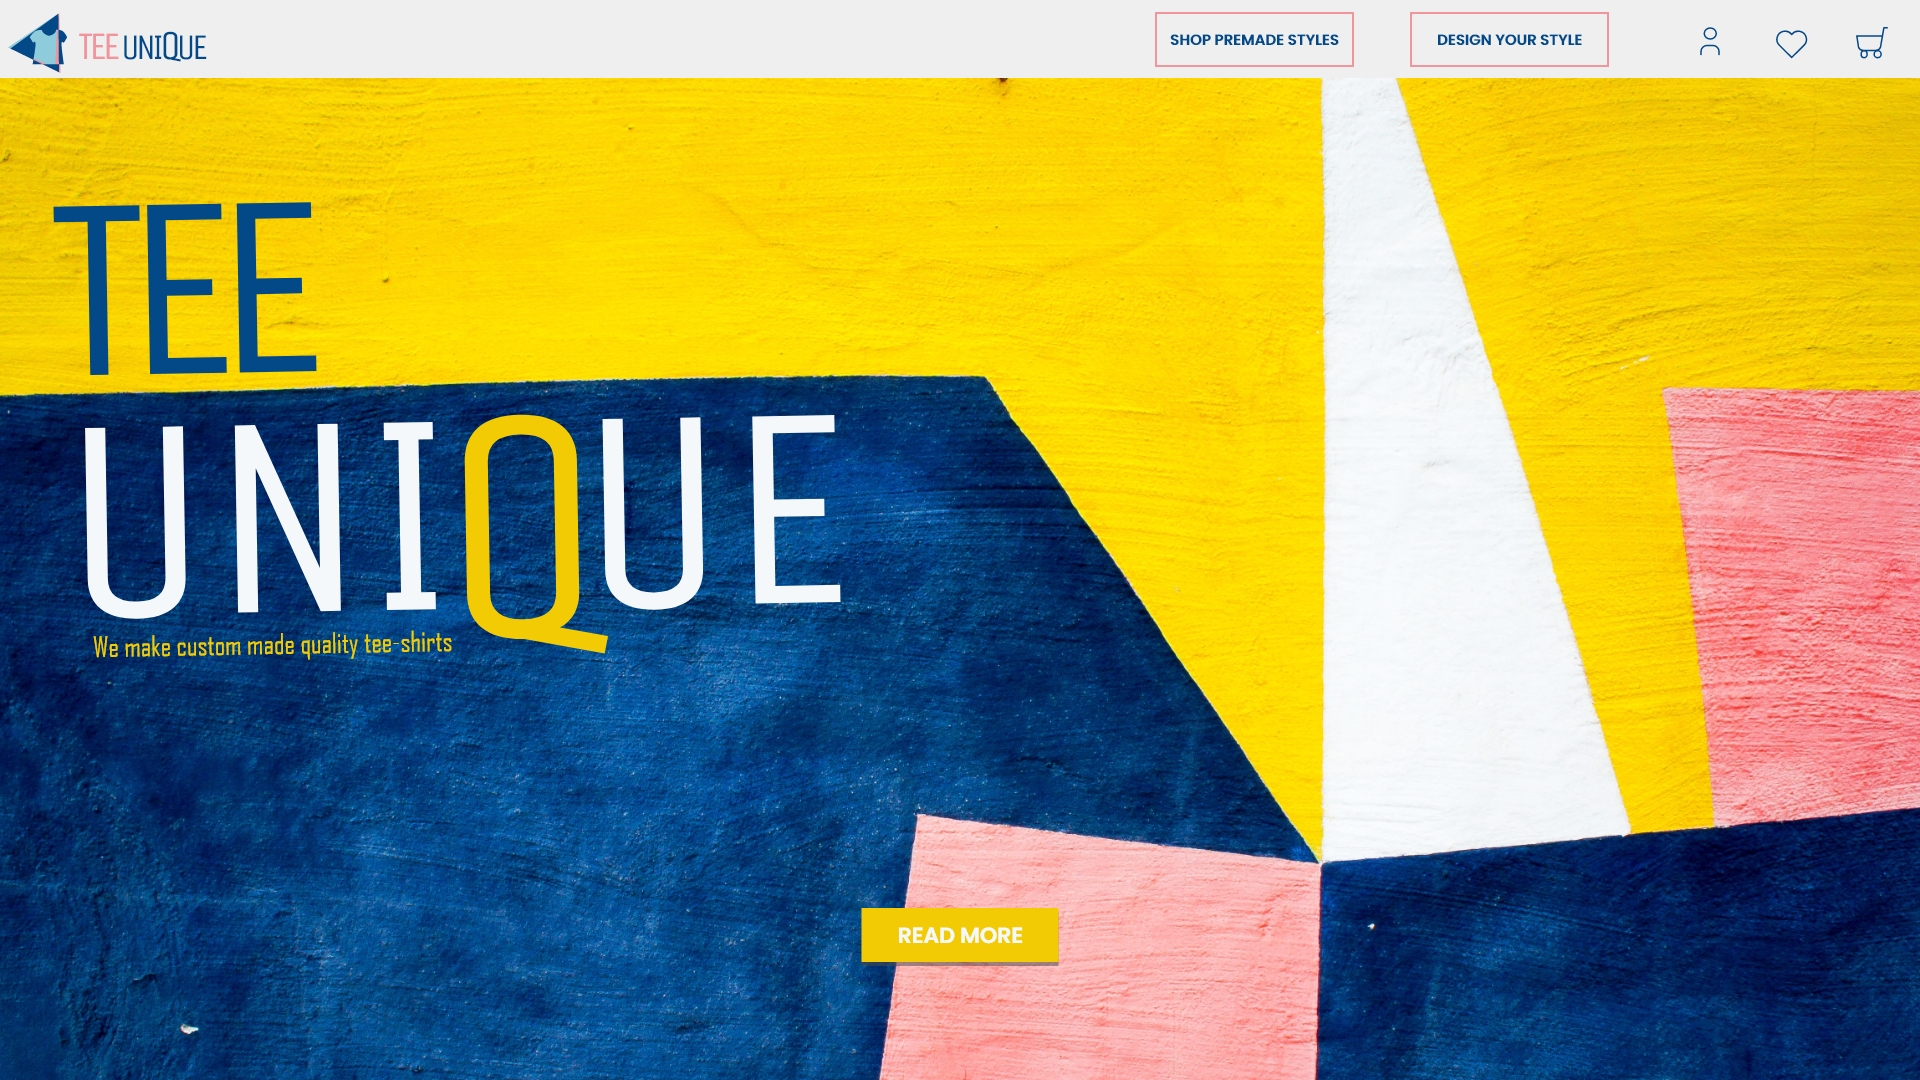 TEE UNIQUE
SHOP PREMADE STYLES
DESIGN YOUR STYLE
TEE
UNIQUE
We make custom made quality tee-shirts
READ MORE